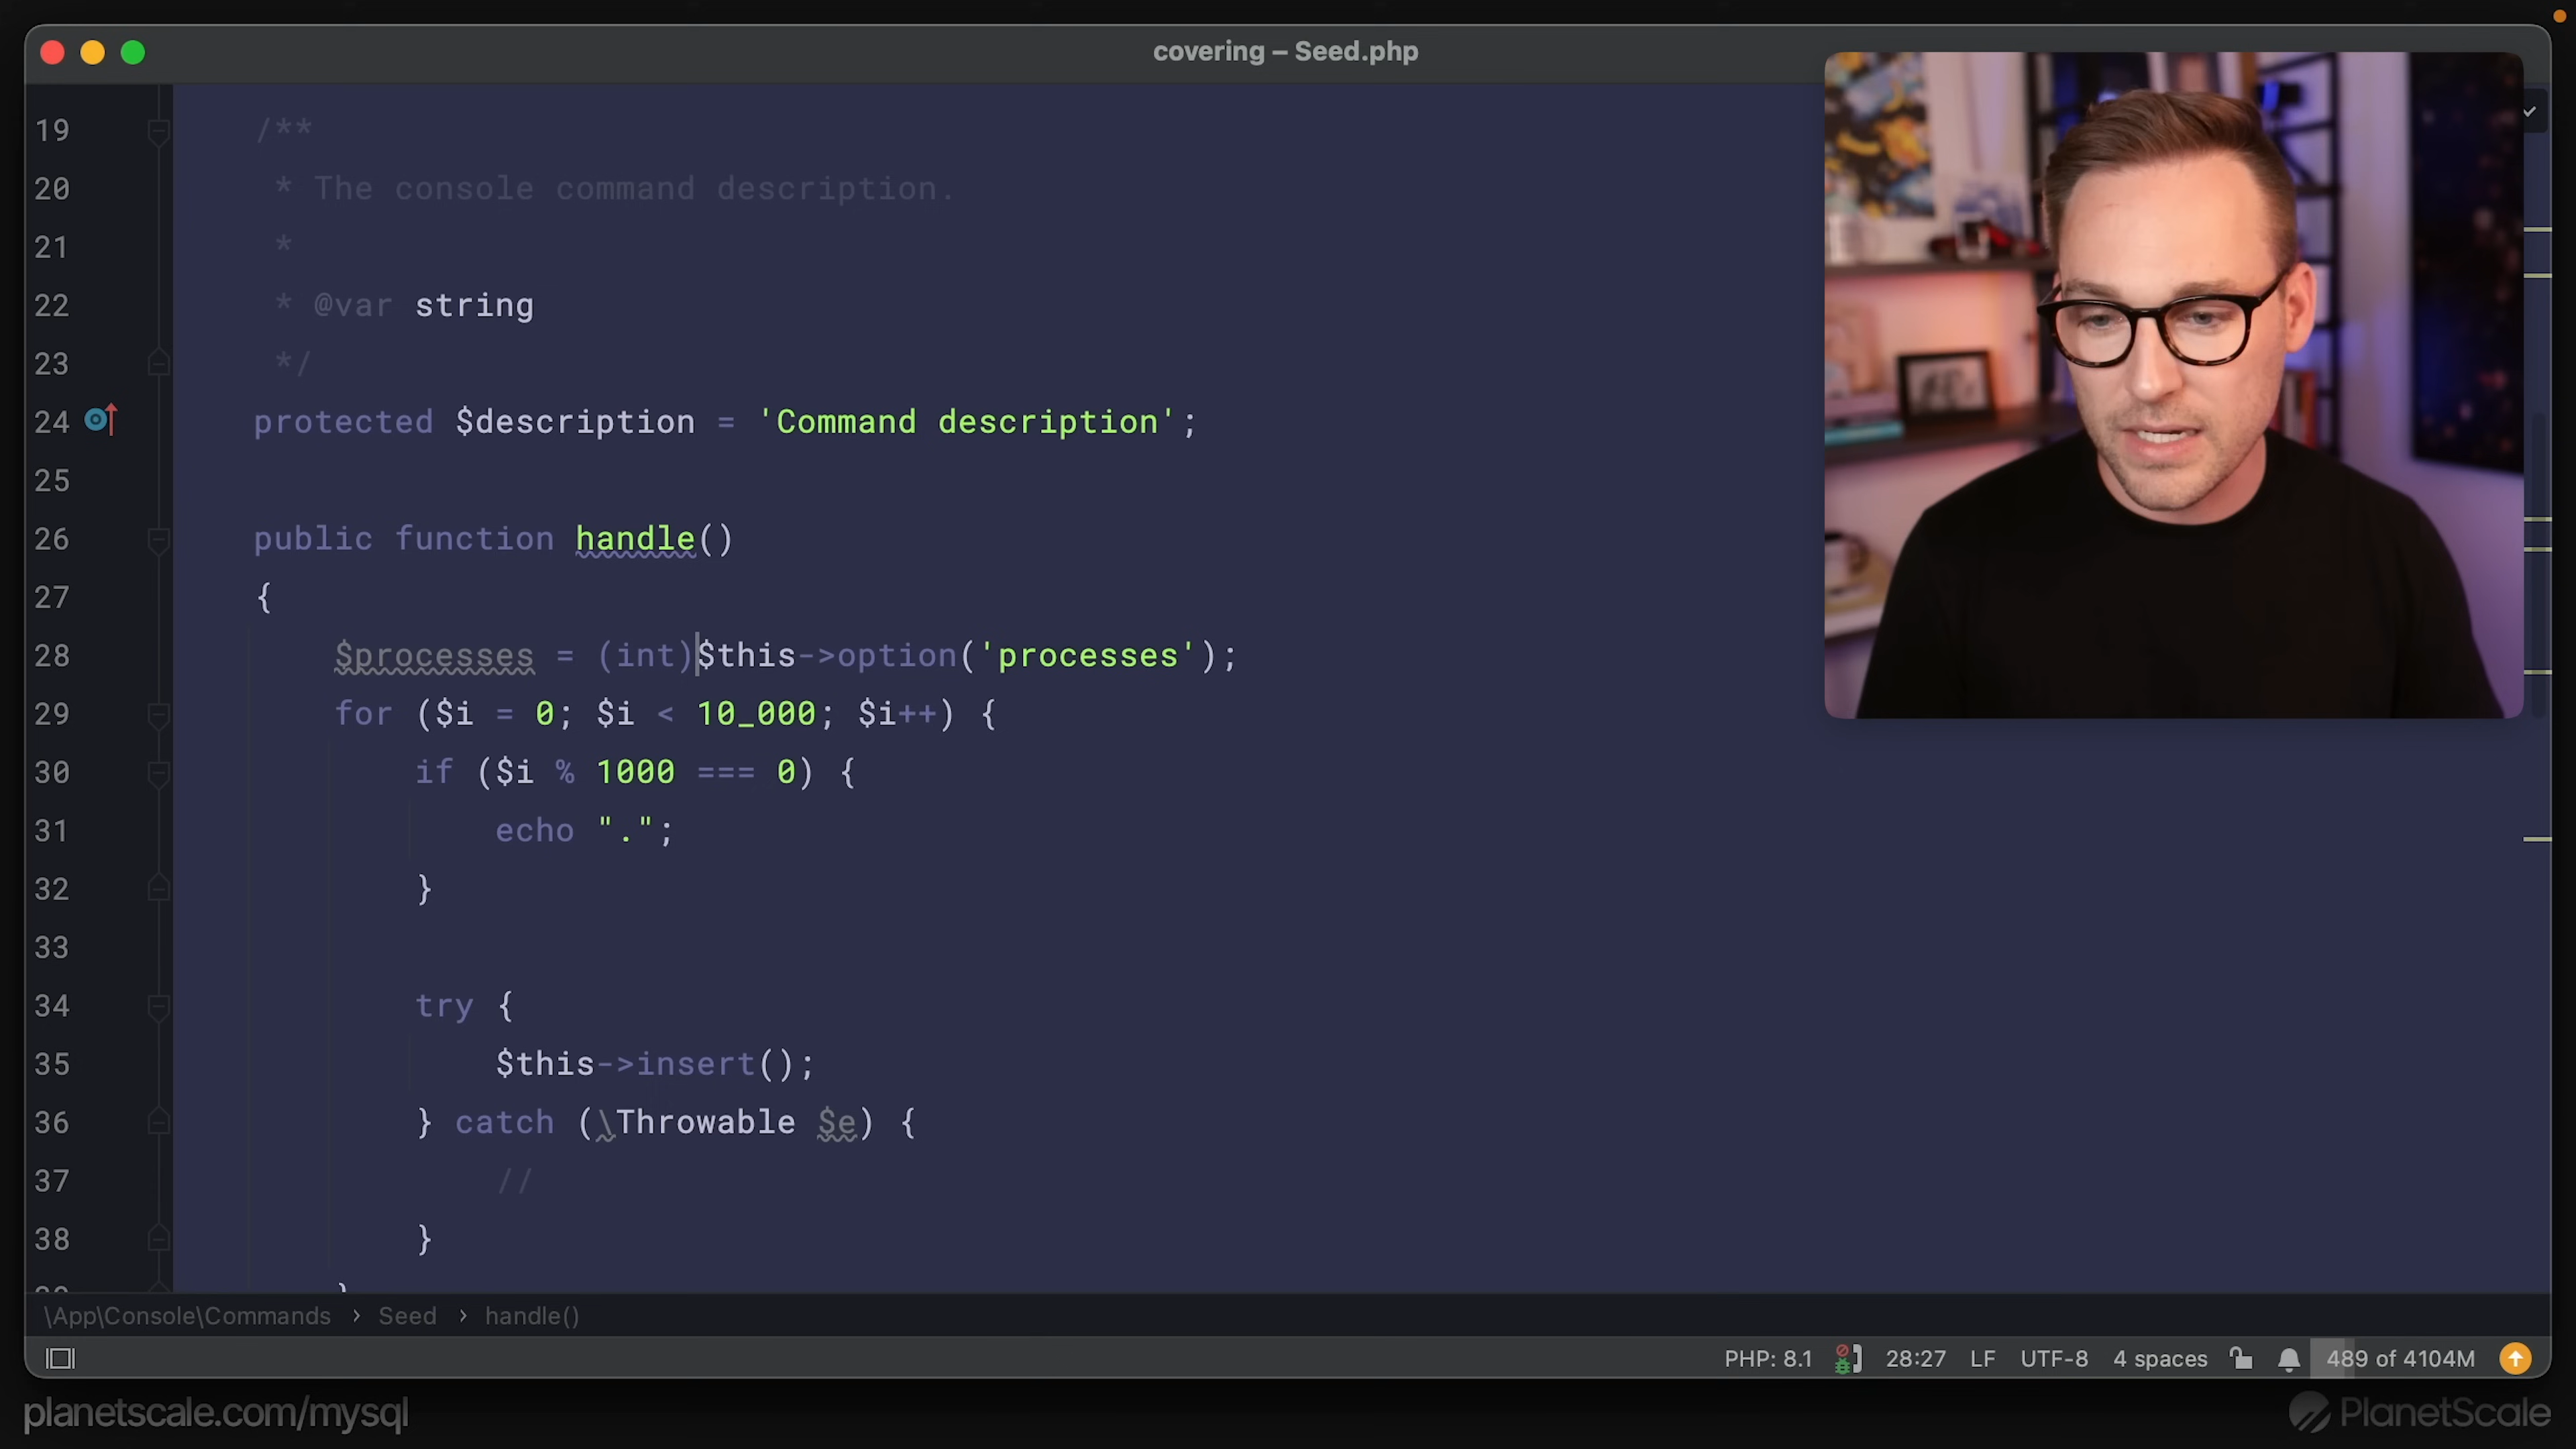 covering – Seed.php
19 /**
20 * The console command description.
21 *
22 * @var string
23 */
24 protected $description = 'Command description';
25
26 public function handle()
27 {
28 $processes = (int)$this->option('processes');
29 for ($i = 0; $i < 10_000; $i++) {
30 if ($i % 1000 === 0) {
31 echo ".";
32 }
33
34 try {
35 $this->insert();
36 } catch (\Throwable $e) {
37 //
38 }
\App\Console\Commands › Seed › handle()
PHP: 8.1 28:27 LF UTF-8 4 spaces 489 of 4104M
planetscale.com/mysql
PlanetScale